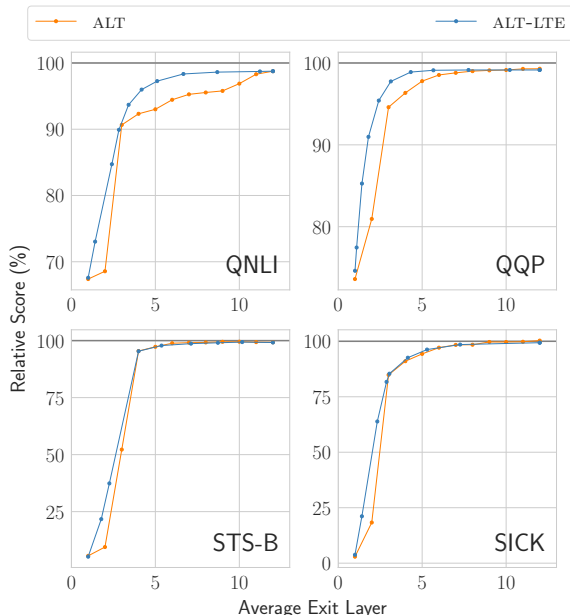 ALT ALT-LTE
100
90
80
70
0 5 10
QNLI
100
90
80
0 5 10
QQP
Relative Score (%)
100
75
50
25
0 5 10
STS-B
100
75
50
25
0
0 5 10
SICK
Average Exit Layer